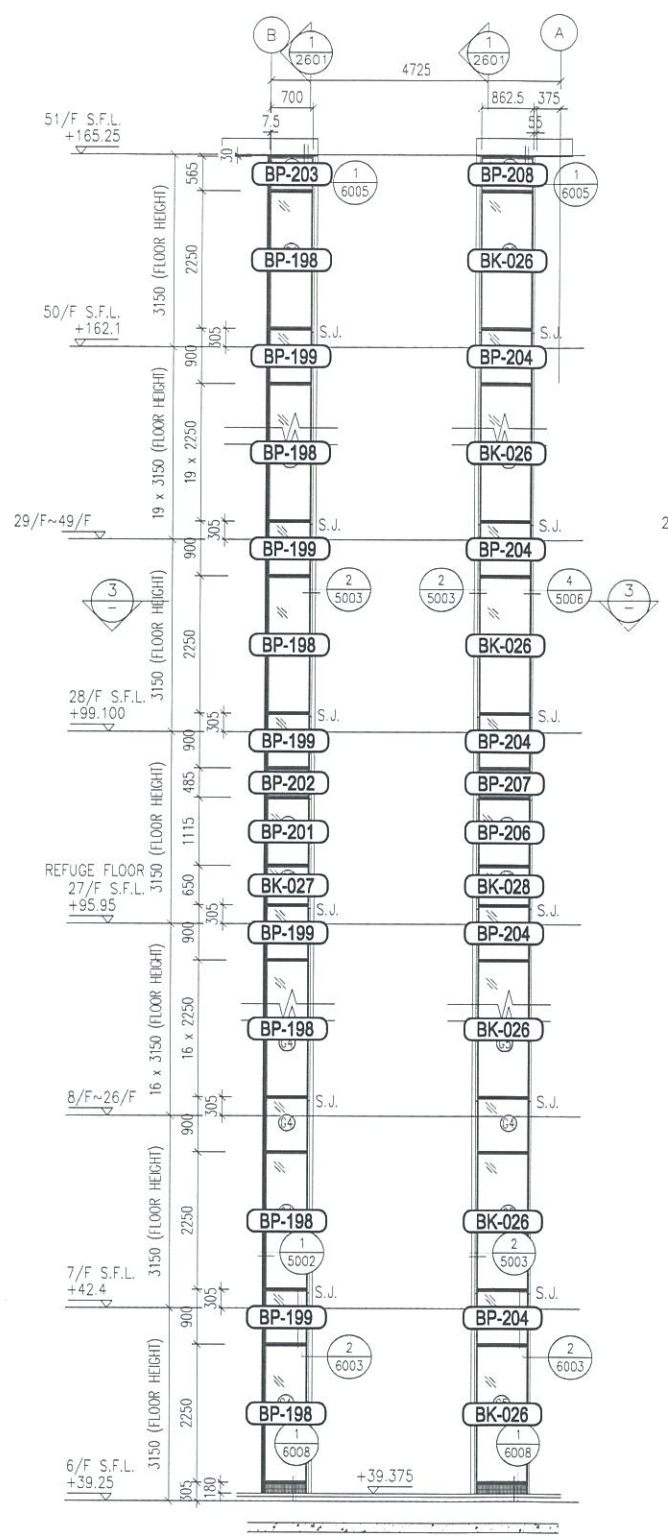 B
1
2601
1
2601
A
4725
700
862.5
375
7.5
55
51/F S.F.L.
+165.25
30
565
BP-203
1
6005
BP-208
1
6005
3150 (FLOOR HEIGHT)
2250
BP-198
BK-026
50/F S.F.L.
+162.1
305
S.J.
S.J.
900
BP-199
BP-204
19 x 3150 (FLOOR HEIGHT)
19 x 2250
BP-198
BK-026
29/F~49/F
305
S.J.
S.J.
2
900
BP-199
BP-204
3
–
2
5003
2
5003
4
5006
3
–
3150 (FLOOR HEIGHT)
2250
BP-198
BK-026
28/F S.F.L.
+99.100
305
S.J.
S.J.
900
BP-199
BP-204
485
BP-202
BP-207
3150 (FLOOR HEIGHT)
1115
BP-201
BP-206
REFUGE FLOOR
27/F S.F.L.
+95.95
650
BK-027
BK-028
305
S.J.
S.J.
900
BP-199
BP-204
16 x 3150 (FLOOR HEIGHT)
16 x 2250
BP-198
BK-026
G4
8/F~26/F
305
S.J.
S.J.
900
G4
G4
3150 (FLOOR HEIGHT)
2250
BP-198
BK-026
1
5002
2
5003
7/F S.F.L.
+42.4
305
S.J.
S.J.
900
BP-199
BP-204
2
6003
2
6003
3150 (FLOOR HEIGHT)
2250
BP-198
BK-026
1
6008
1
6008
6/F S.F.L.
+39.25
305
180
+39.375